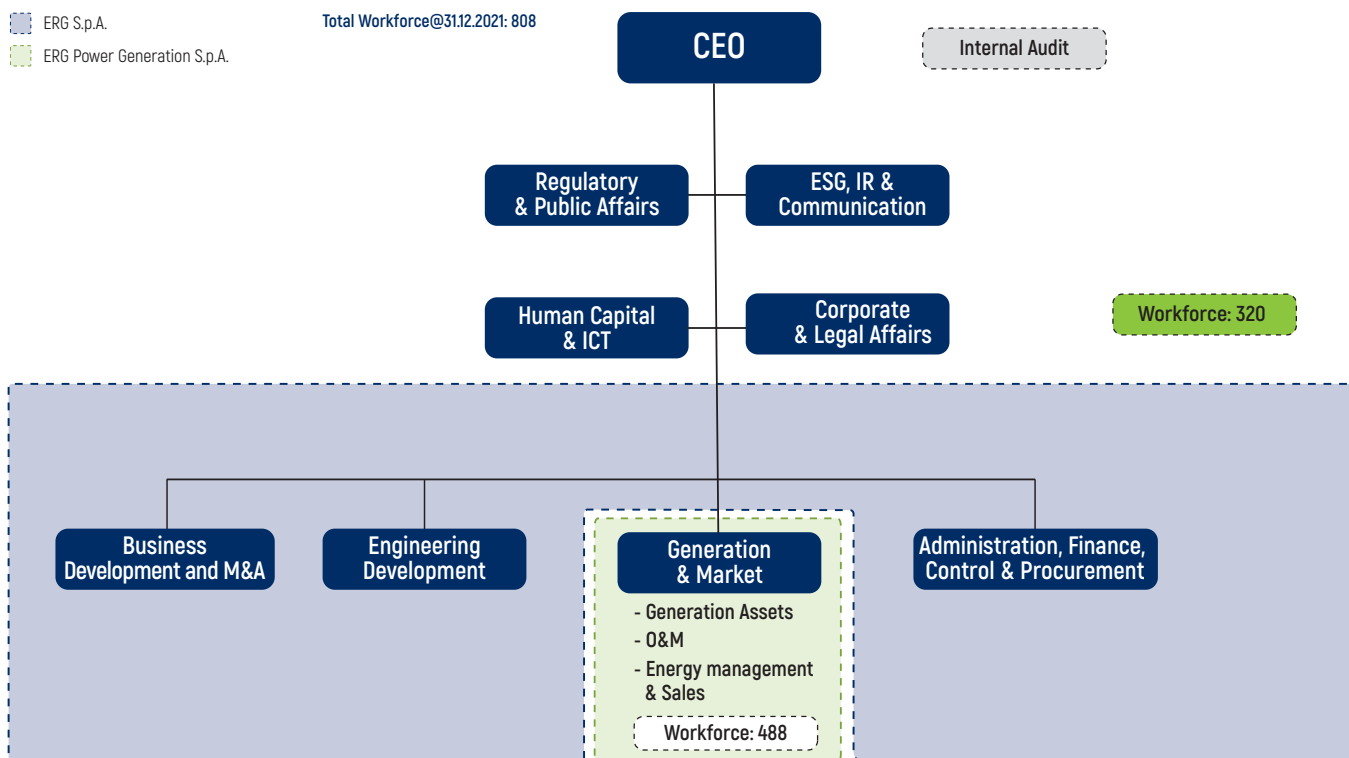 ERG S.p.A.
Total Workforce@31.12.2021: 808
ERG Power Generation S.p.A.
CEO
Internal Audit
Regulatory
& Public Affairs
ESG, IR &
Communication
Human Capital
& ICT
Corporate
& Legal Affairs
Workforce: 320
Business
Development and M&A
Engineering
Development
Generation
& Market
- Generation Assets
- O&M
- Energy management
& Sales
Workforce: 488
Administration, Finance,
Control & Procurement